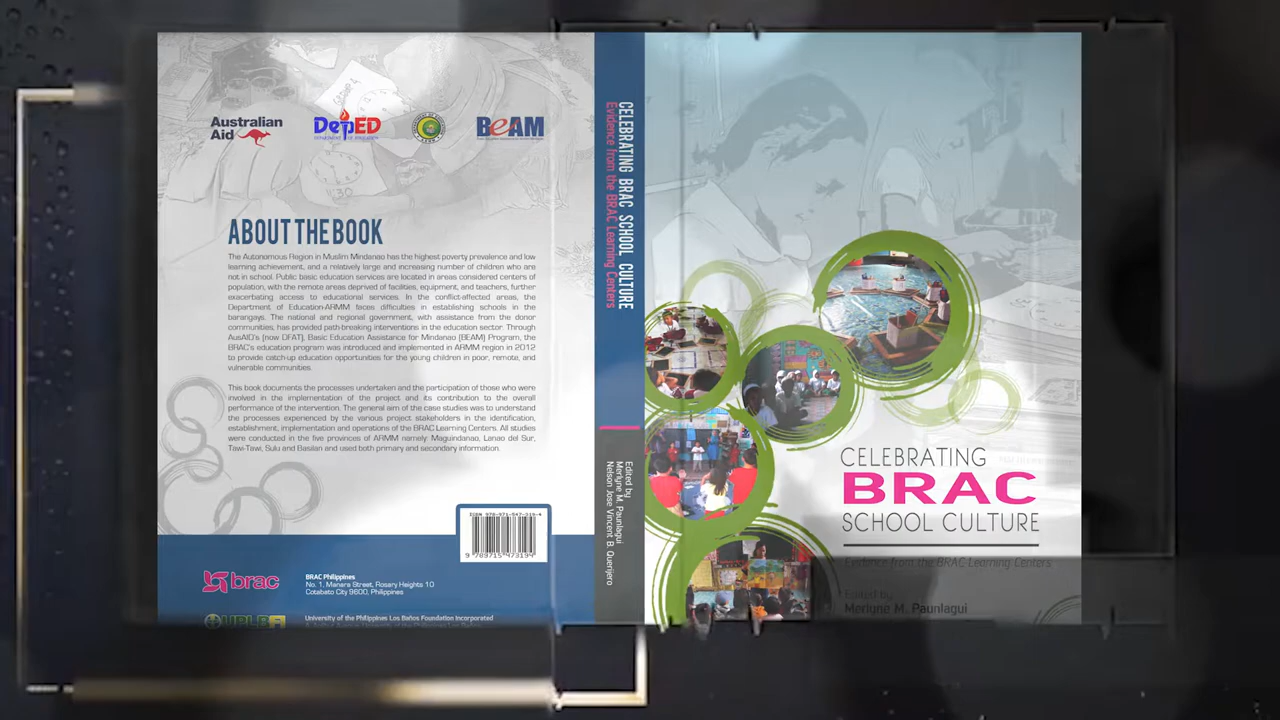 Australian
Aid
DepED
BeAM
ABOUT THE BOOK
The Autonomous Region in Muslim Mindanao has the highest poverty prevalence and low
learning achievement, and a relatively large and increasing number of children who are
not in school. Public basic education services are located in areas considered centers of
population, with the remote areas deprived of facilities, equipment, and teachers, further
exacerbating access to educational services. In the conflict-affected areas, the
Department of Education-ARMM faces difficulties in establishing schools in the
barangays. The national and regional government, with assistance from the donor
communities, has provided path-breaking interventions in the education sector. Through
AusAID's (now DFAT), Basic Education Assistance for Mindanao (BEAM) Program, the
BRAC's education program was introduced and implemented in ARMM region in 2012
to provide catch-up education opportunities for the young children in poor, remote, and
vulnerable communities.
This book documents the processes undertaken and the participation of those who were
involved in the implementation of the project and its contribution to the overall
performance of the intervention. The general aim of the case studies was to understand
the processes experienced by the various project stakeholders in the identification,
establishment, implementation and operations of the BRAC Learning Centers. All studies
were conducted in the five provinces of ARMM namely Maguindanao, Lanao del Sur,
Tawi-Tawi, Sulu and Basilan and used both primary and secondary information.
ISBN 978-971-547-319-4
9 789715 473194
brac
BRAC Philippines
No. 1, Manara Street, Rosary Heights 10
Cotabato City 9600, Philippines
UPLB
University of the Philippines Los Baños Foundation Incorporated
CELEBRATING BRAC SCHOOL CULTURE
Evidence from the BRAC Learning Centers
Edited by
Merlyne M. Paunlagui
Nelson Jose Vincent B. Querijero
CELEBRATING
BRAC
SCHOOL CULTURE
Evidence from the BRAC Learning Centers
Edited by
Merlyne M. Paunlagui